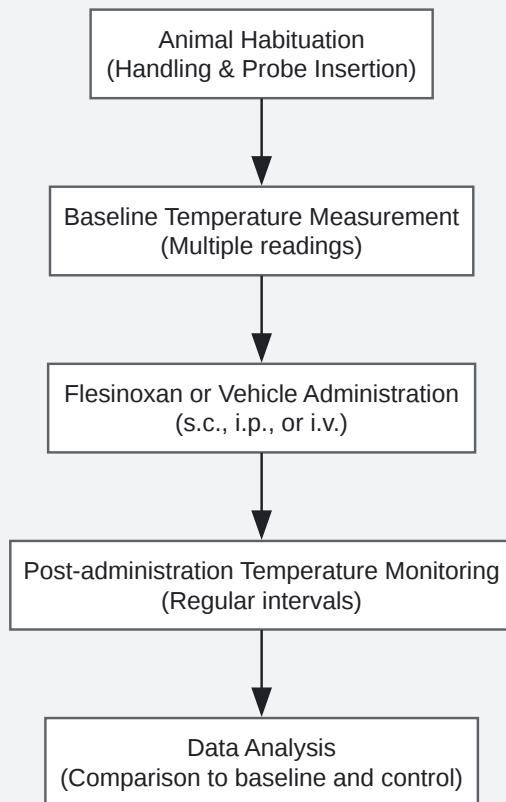 Animal Habituation
(Handling & Probe Insertion)
Baseline Temperature Measurement
(Multiple readings)
Flesinoxan or Vehicle Administration
(s.c., i.p., or i.v.)
Post-administration Temperature Monitoring
(Regular intervals)
Data Analysis
(Comparison to baseline and control)